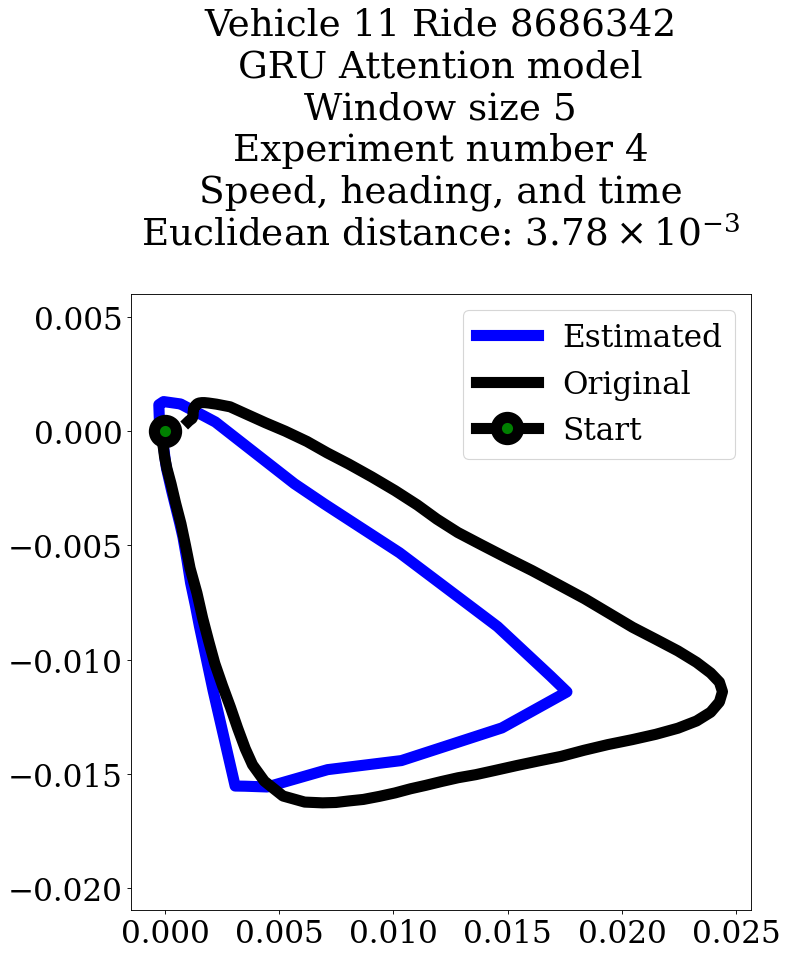 Vehicle 11 Ride 8686342
GRU Attention model
Window size 5
Experiment number 4
Speed, heading, and time
Euclidean distance: 3.78 × 10⁻³
Estimated
Original
Start
0.005
0.000
−0.005
−0.010
−0.015
−0.020
0.000 0.005 0.010 0.015 0.020 0.025